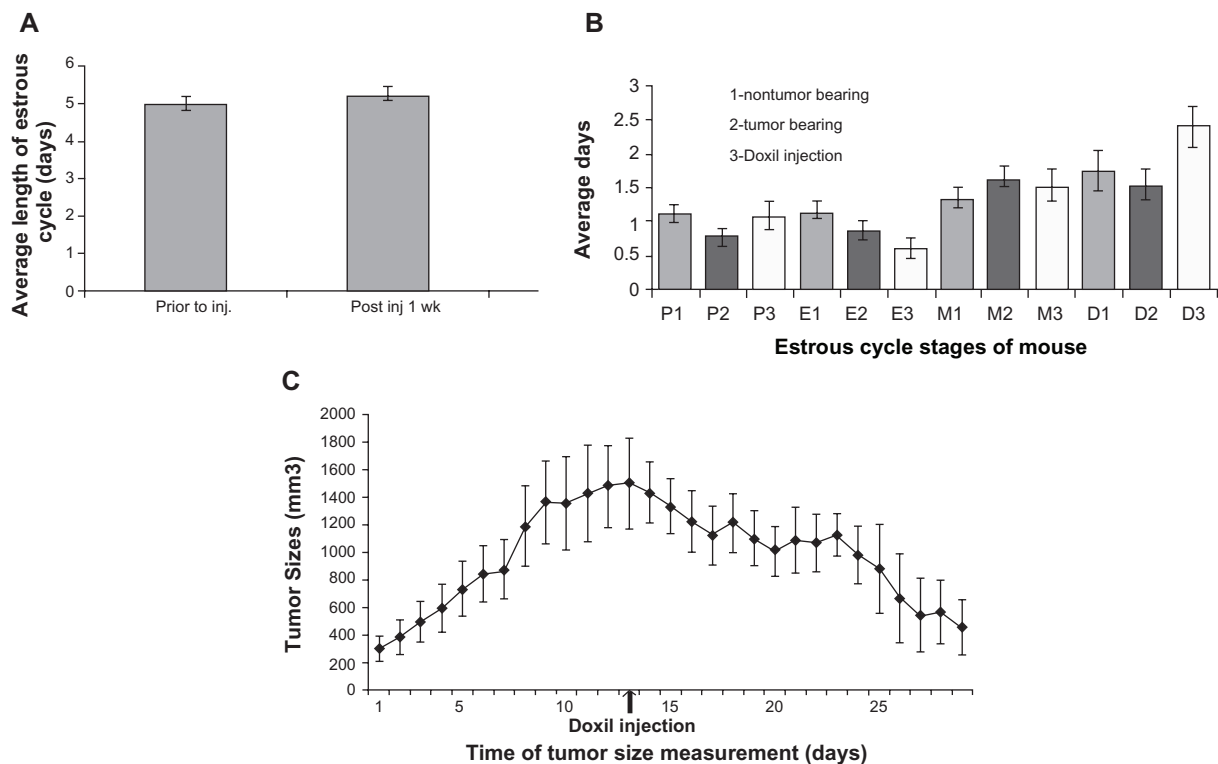 A
Average length of estrous
cycle (days)
6
5
4
3
2
1
0
Prior to inj.
Post inj 1 wk
B
Average days
3
2.5
2
1.5
1
0.5
0
1-nontumor bearing
2-tumor bearing
3-Doxil injection
P1 P2 P3 E1 E2 E3 M1 M2 M3 D1 D2 D3
Estrous cycle stages of mouse
C
Tumor Sizes (mm3)
2000
1800
1600
1400
1200
1000
800
600
400
200
0
1 5 10 15 20 25
Doxil injection
Time of tumor size measurement (days)